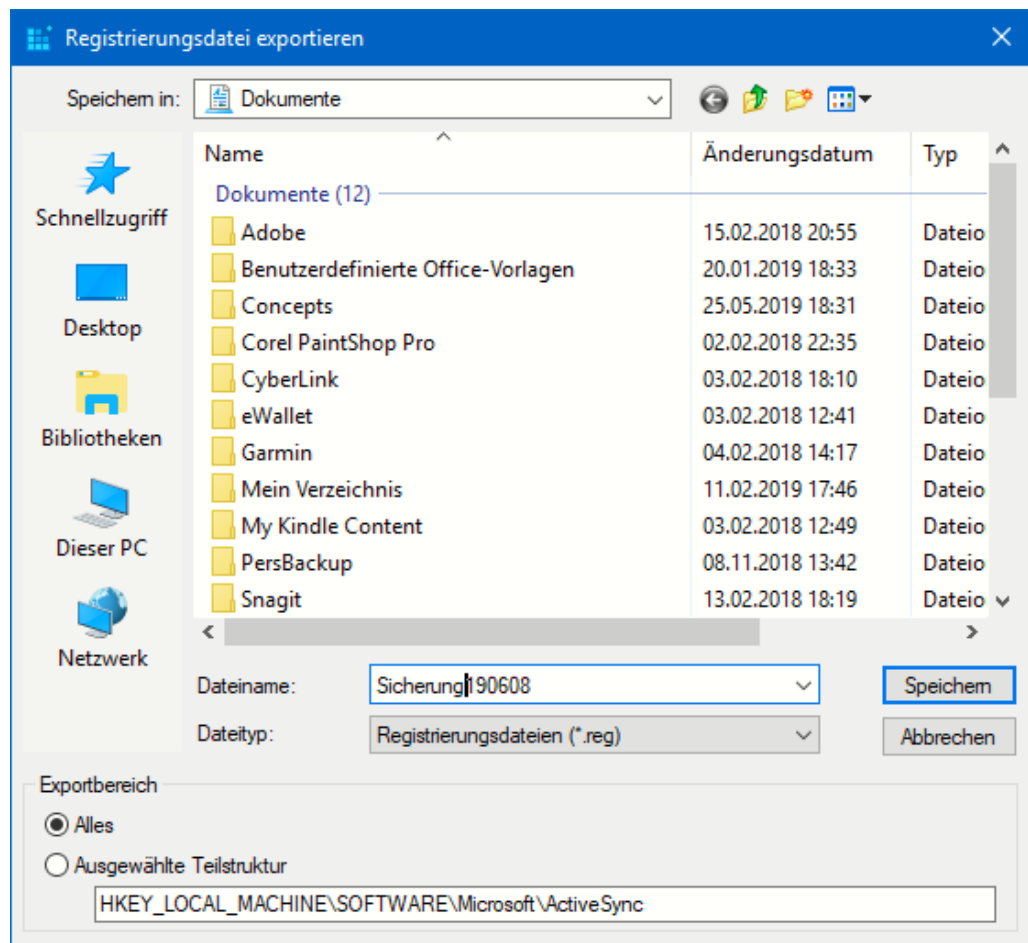 Registrierungsdatei exportieren
Speichern in: Dokumente
Name Änderungsdatum Typ
Dokumente (12)
Schnellzugriff
Adobe 15.02.2018 20:55 Dateio
Benutzerdefinierte Office-Vorlagen 20.01.2019 18:33 Dateio
Concepts 25.05.2019 18:31 Dateio
Desktop
Corel PaintShop Pro 02.02.2018 22:35 Dateio
CyberLink 03.02.2018 18:10 Dateio
eWallet 03.02.2018 12:41 Dateio
Bibliotheken
Garmin 04.02.2018 14:17 Dateio
Mein Verzeichnis 11.02.2019 17:46 Dateio
My Kindle Content 03.02.2018 12:49 Dateio
Dieser PC
PersBackup 08.11.2018 13:42 Dateio
Snagit 13.02.2018 18:19 Dateio
Netzwerk
Dateiname: Sicherung190608 Speichern
Dateityp: Registrierungsdateien (*.reg) Abbrechen
Exportbereich
Alles
Ausgewählte Teilstruktur
HKEY_LOCAL_MACHINE\SOFTWARE\Microsoft\ActiveSync